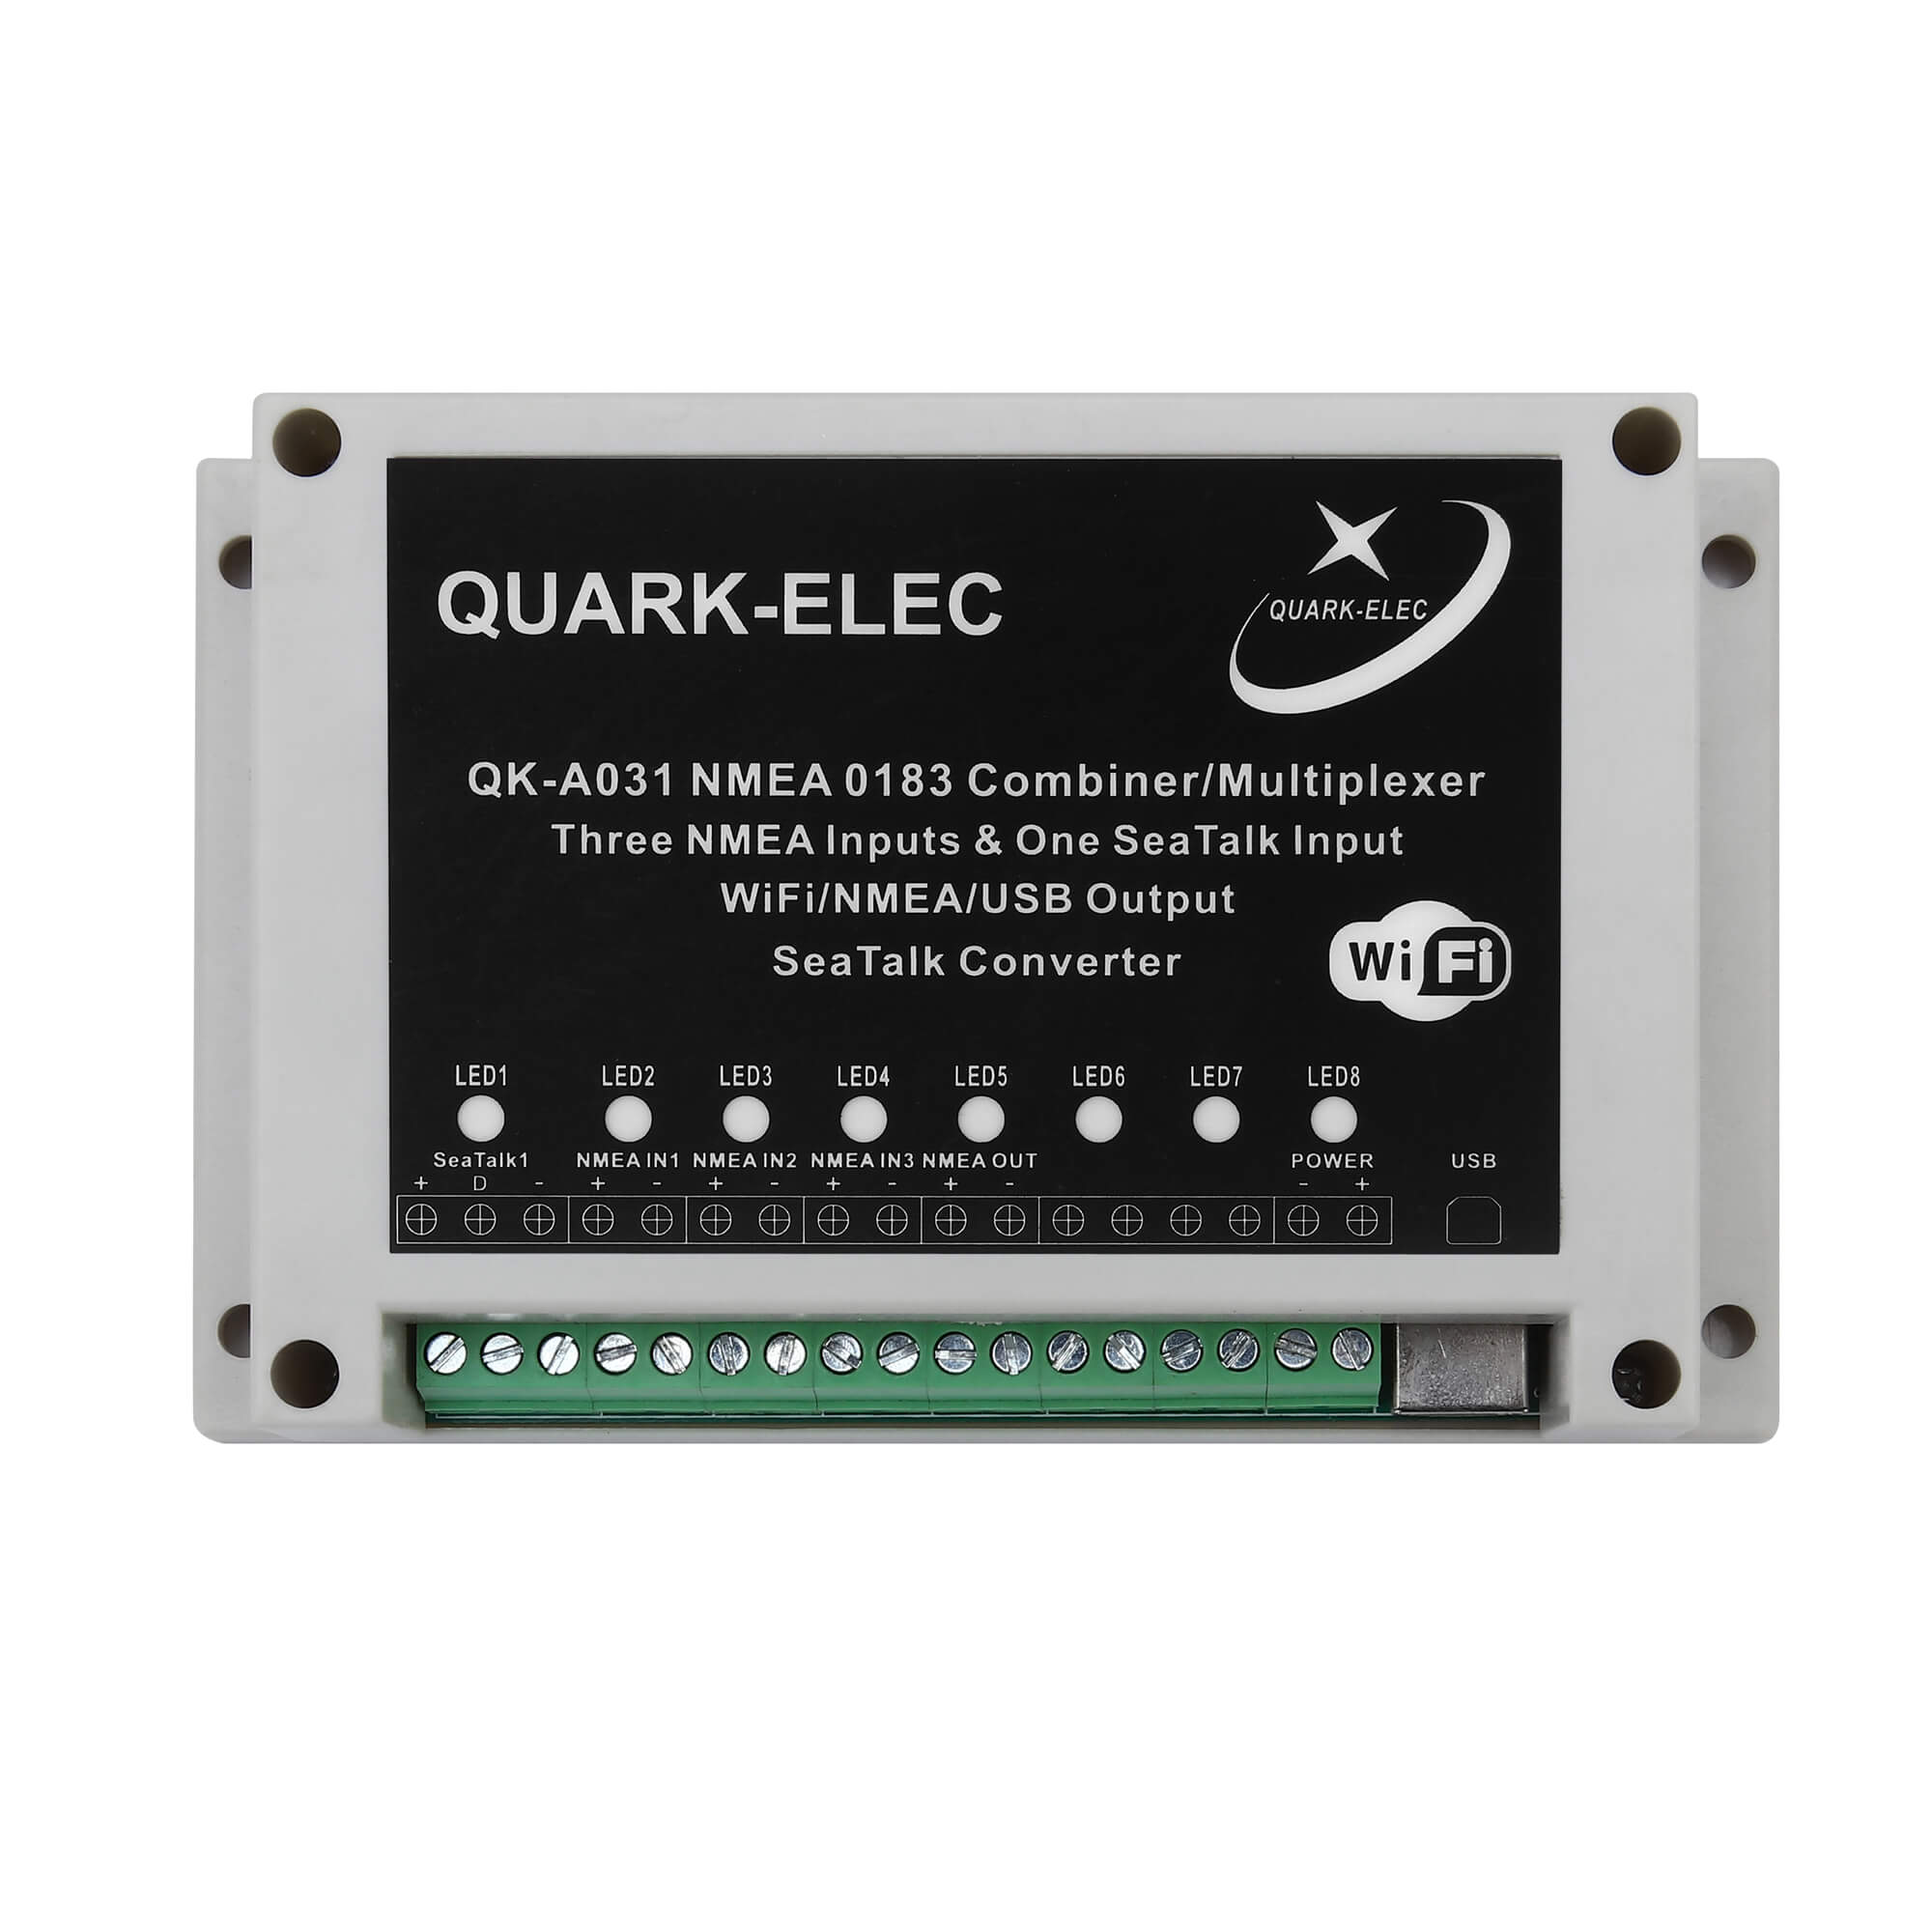 QUARK-ELEC
QUARK-ELEC
QK-A031 NMEA 0183 Combiner/Multiplexer
Three NMEA Inputs & One SeaTalk Input
WiFi/NMEA/USB Output
SeaTalk Converter
Wi Fi
LED1 LED2 LED3 LED4 LED5 LED6 LED7 LED8
SeaTalk1 NMEA IN1 NMEA IN2 NMEA IN3 NMEA OUT POWER USB
+ D - + - + - + - + - - +